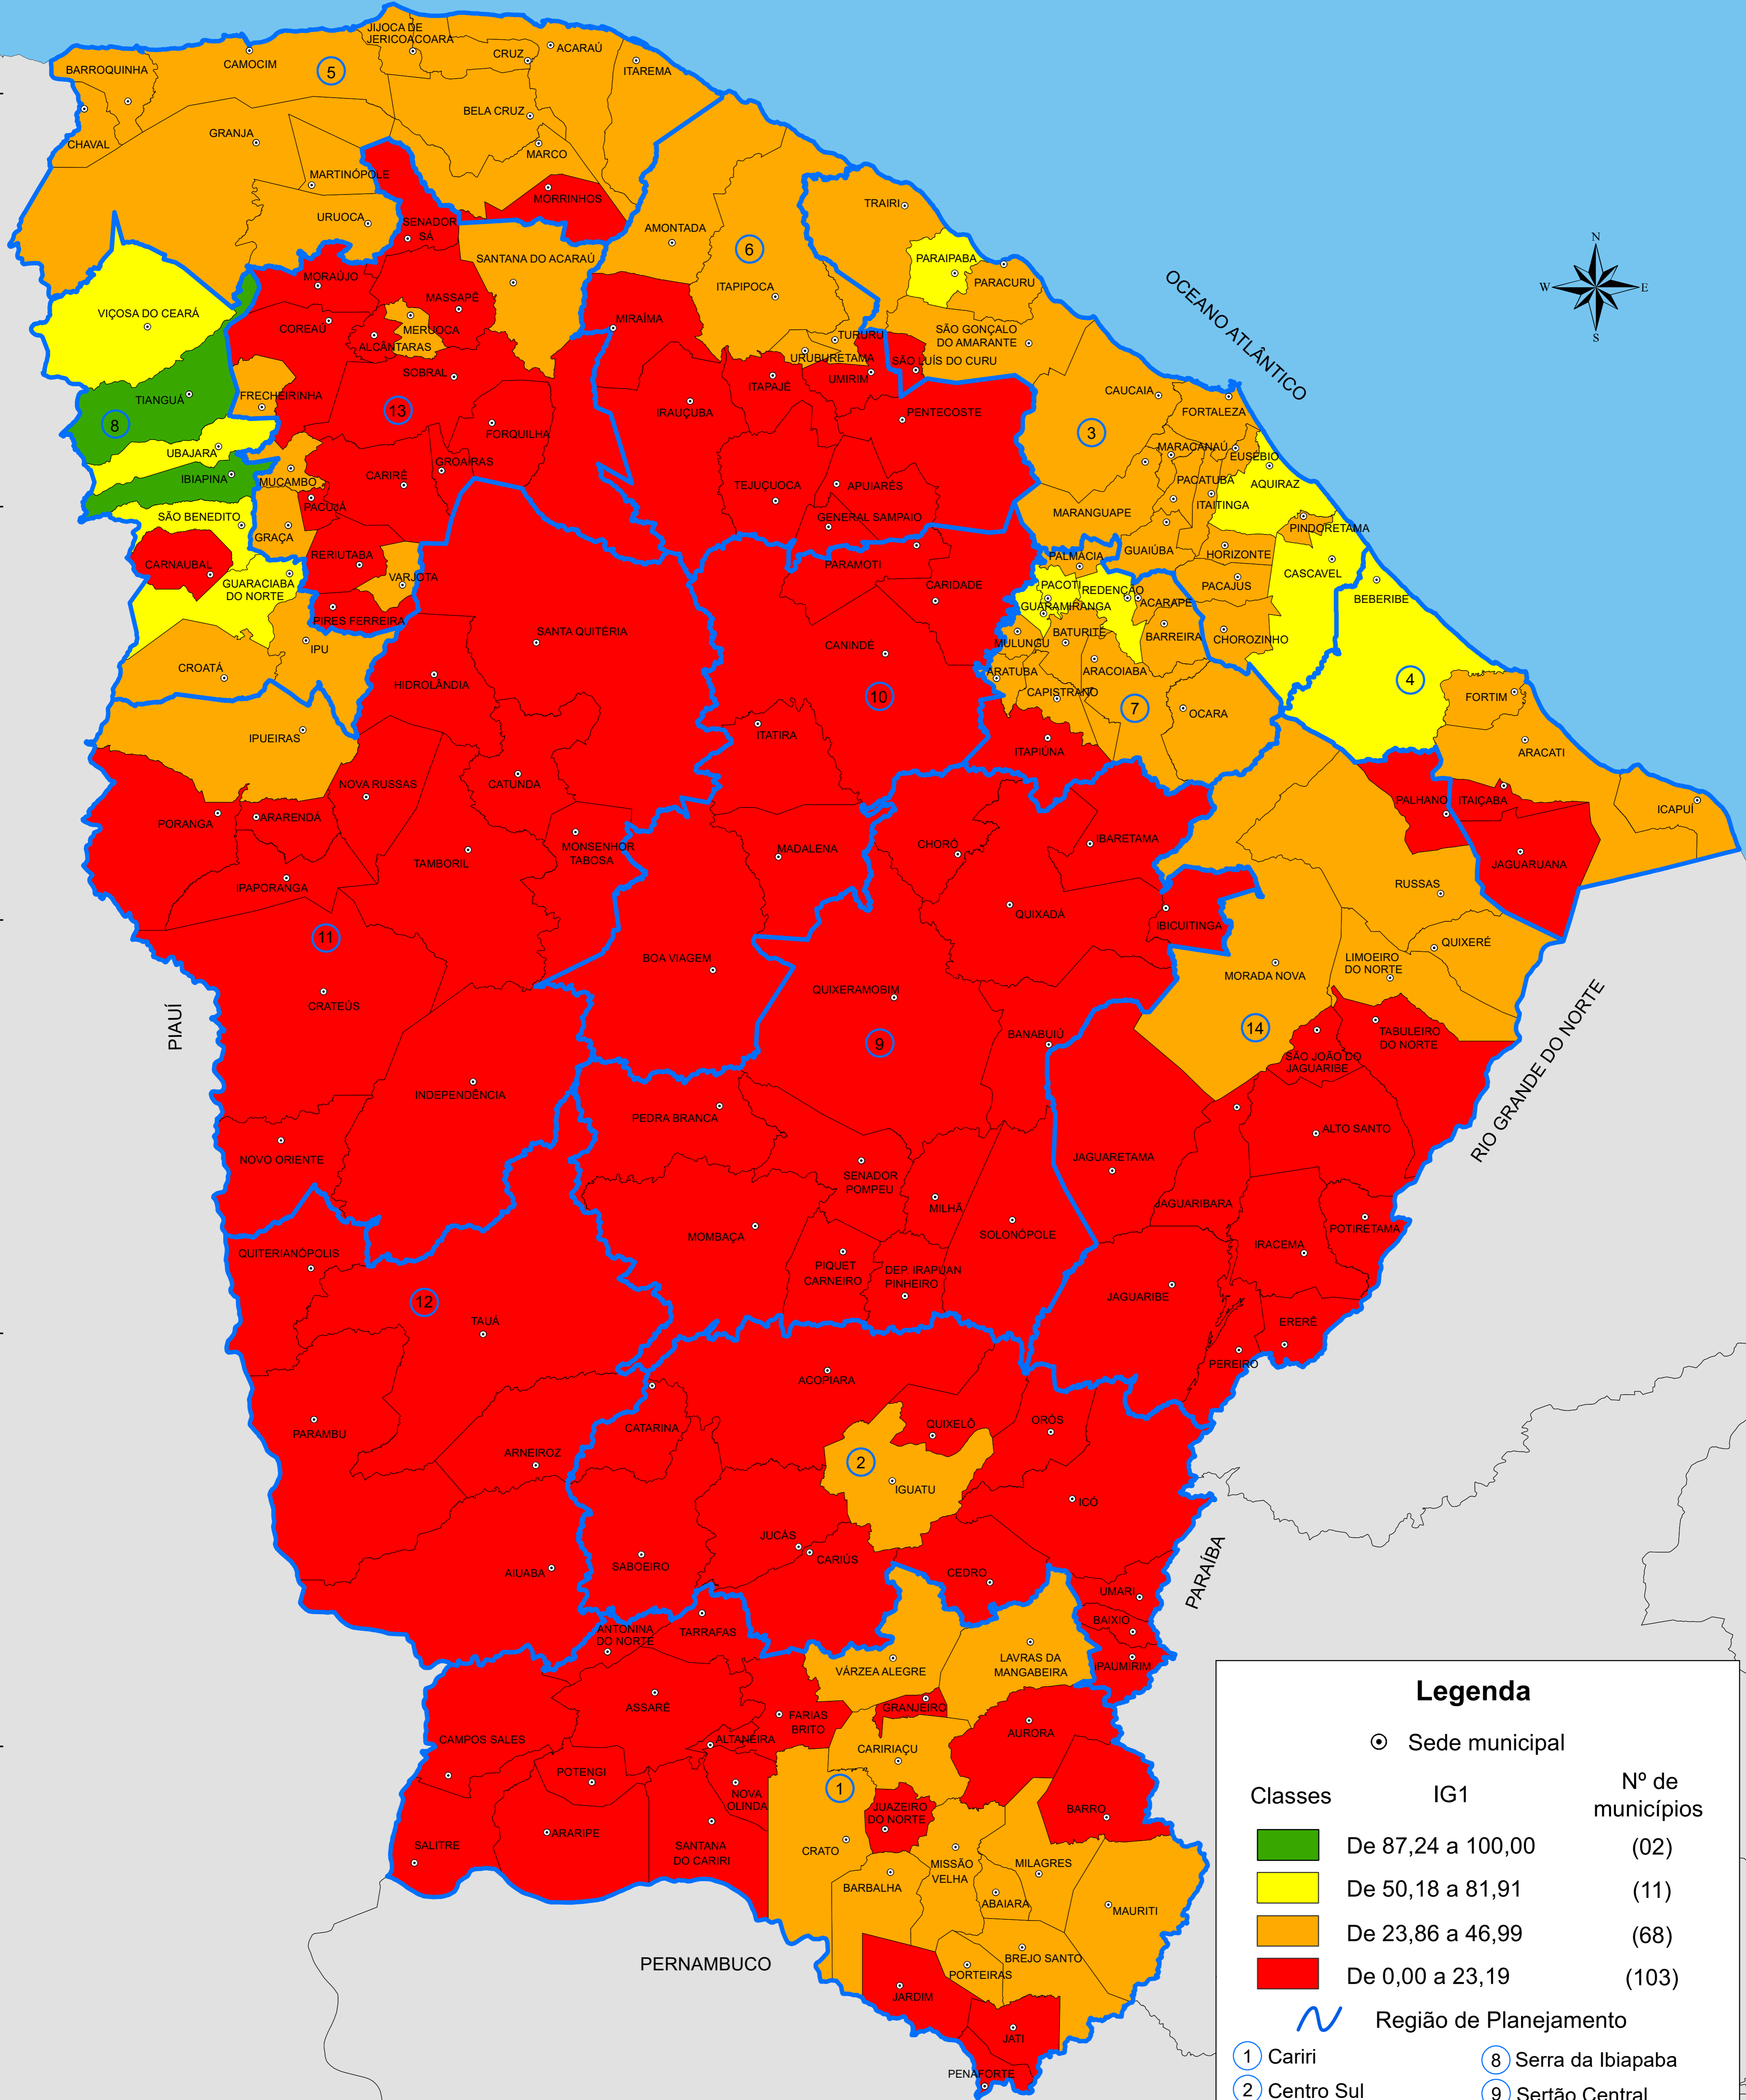 JIJOCA DE
JERICOACOARA
CRUZ
ACARAÚ
BARROQUINHA
CAMOCIM
5
ITAREMA
BELA CRUZ
CHAVAL
GRANJA
MARCO
MARTINÓPOLE
MORRINHOS
URUOCA
SENADOR
SÁ
AMONTADA
6
TRAIRI
N
W
E
S
SANTANA DO ACARAÚ
PARAIPABA
OCEANO ATLÂNTICO
MORAÚJO
ITAPIPOCA
PARACURU
VIÇOSA DO CEARÁ
MASSAPÊ
MIRAÍMA
COREAÚ
MERUOCA
SÃO GONÇALO
DO AMARANTE
TURURU
ALCÂNTARAS
URUBURETAMA
SÃO LUÍS DO CURU
SOBRAL
UMIRIM
ITAPAJÉ
CAUCAIA
TIANGUÁ
FRECHEIRINHA
13
IRAUÇUBA
PENTECOSTE
FORTALEZA
8
FORQUILHA
3
UBAJARA
MARACANAÚ
EUSÉBIO
GROAÍRAS
IBIAPINA
MUCAMBO
CARIRÉ
TEJUÇUOCA
APUIARÉS
PACATUBA
AQUIRAZ
PACUJÁ
ITAITINGA
SÃO BENEDITO
GENERAL SAMPAIO
MARANGUAPE
PINDORETAMA
GRAÇA
RERIUTABA
PALMÁCIA
GUAIÚBA
HORIZONTE
CARNAUBAL
PARAMOTI
CASCAVEL
GUARACIABA
DO NORTE
VARJOTA
CARIDADE
PACOTI
REDENÇÃO
PACAJUS
BEBERIBE
GUARAMIRANGA
ACARAPE
PIRES FERREIRA
SANTA QUITÉRIA
BATURITÉ
BARREIRA
CHOROZINHO
IPU
CANINDÉ
MULUNGU
CROATÁ
ARATUBA
ARACOIABA
HIDROLÂNDIA
10
CAPISTRANO
4
FORTIM
7
OCARA
IPUEIRAS
ITATIRA
ITAPIÚNA
ARACATI
NOVA RUSSAS
CATUNDA
PORANGA
ARARENDÁ
PALHANO
ITAIÇABA
ICAPUÍ
MONSENHOR
TABOSA
MADALENA
CHORÓ
IBARETAMA
TAMBORIL
JAGUARUANA
IPAPORANGA
RUSSAS
QUIXADÁ
IBICUITINGA
11
QUIXERÉ
BOA VIAGEM
LIMOEIRO
DO NORTE
MORADA NOVA
QUIXERAMOBIM
CRATEÚS
PIAUÍ
9
BANABUIÚ
14
TABULEIRO
DO NORTE
SÃO JOÃO DO
JAGUARIBE
RIO GRANDE DO NORTE
INDEPENDÊNCIA
PEDRA BRANCA
ALTO SANTO
NOVO ORIENTE
JAGUARETAMA
SENADOR
POMPEU
MILHÃ
JAGUARIBARA
MOMBAÇA
SOLONÓPOLE
POTIRETAMA
QUITERIANÓPOLIS
IRACEMA
PIQUET
CARNEIRO
DEP. IRAPUAN
PINHEIRO
12
JAGUARIBE
TAUÁ
ERERÊ
PEREIRO
ACOPIARA
PARAMBU
CATARINA
QUIXELÔ
ORÓS
ARNEIROZ
2
IGUATU
ICÓ
JUCÁS
CARIÚS
AIUABA
SABOEIRO
CEDRO
PARAÍBA
UMARI
BAIXIO
ANTONINA
DO NORTE
TARRAFAS
IPAUMIRIM
VÁRZEA ALEGRE
LAVRAS DA
MANGABEIRA
ASSARÉ
GRANJEIRO
FARIAS
BRITO
AURORA
CAMPOS SALES
ALTANEIRA
CARIRIAÇU
POTENGI
1
NOVA
OLINDA
JUAZEIRO
DO NORTE
BARRO
SALITRE
ARARIPE
SANTANA
DO CARIRI
CRATO
MISSÃO
VELHA
MILAGRES
BARBALHA
ABAIARA
MAURITI
BREJO SANTO
PERNAMBUCO
PORTEIRAS
JARDIM
JATI
PENAFORTE
Legenda
Sede municipal
Classes
IG1
Nº de
municípios
De 87,24 a 100,00
(02)
De 50,18 a 81,91
(11)
De 23,86 a 46,99
(68)
De 0,00 a 23,19
(103)
Região de Planejamento
1 Cariri
8 Serra da Ibiapaba
2 Centro Sul
9 Sertão Central